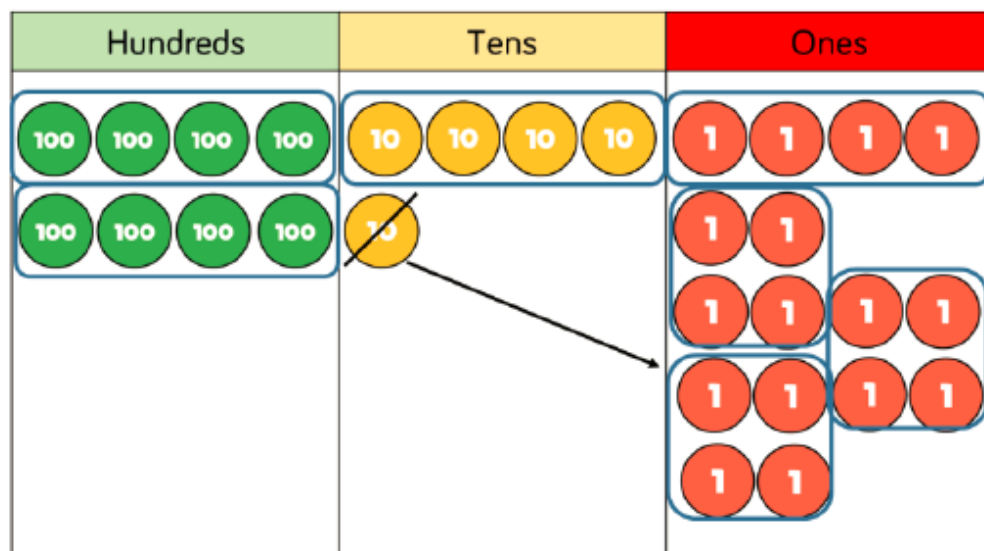 Hundreds Tens Ones
100 100 100 100 10 10 10 10 1 1 1 1
100 100 100 100 10 1 1
1 1 1 1
1 1 1 1
1 1